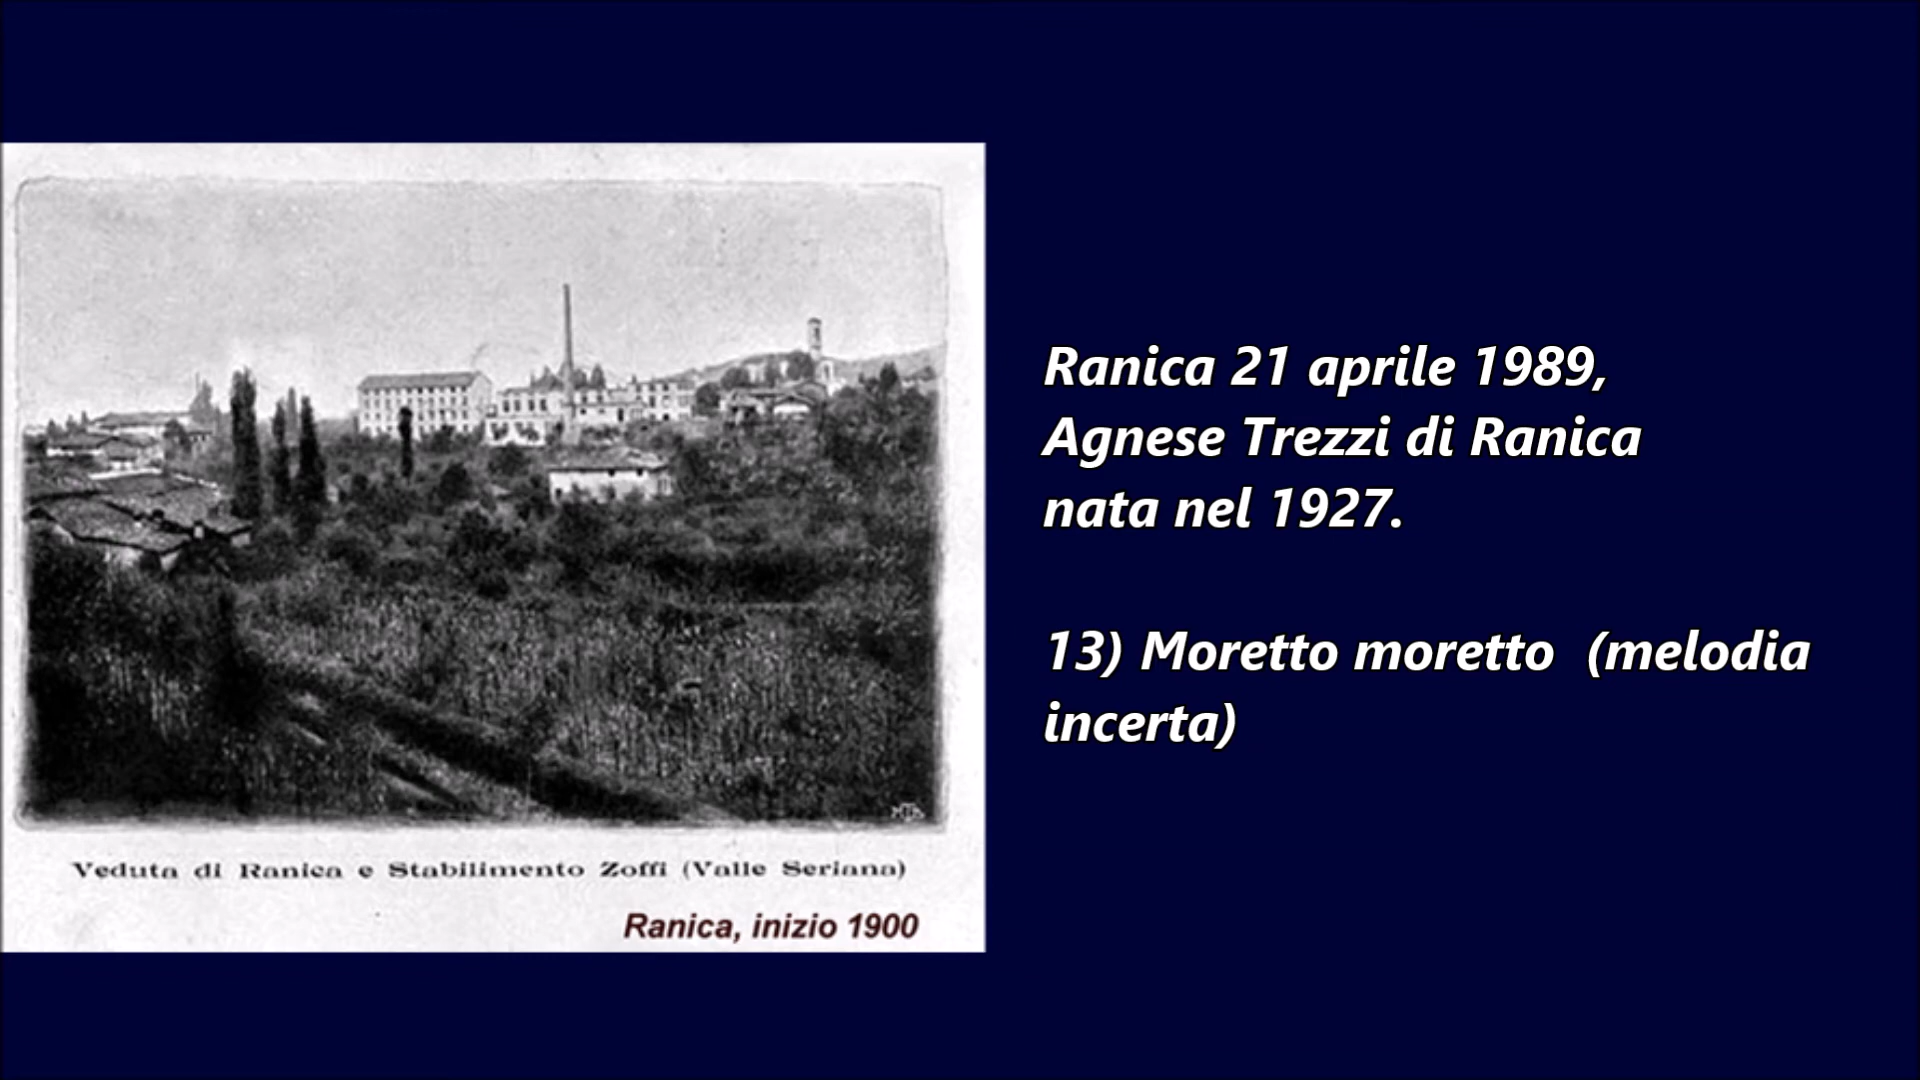 Veduta di Ranica e Stabilimento Zoffi (Valle Seriana)
Ranica, inizio 1900
Ranica 21 aprile 1989,
Agnese Trezzi di Ranica
nata nel 1927.
13) Moretto moretto (melodia
incerta)